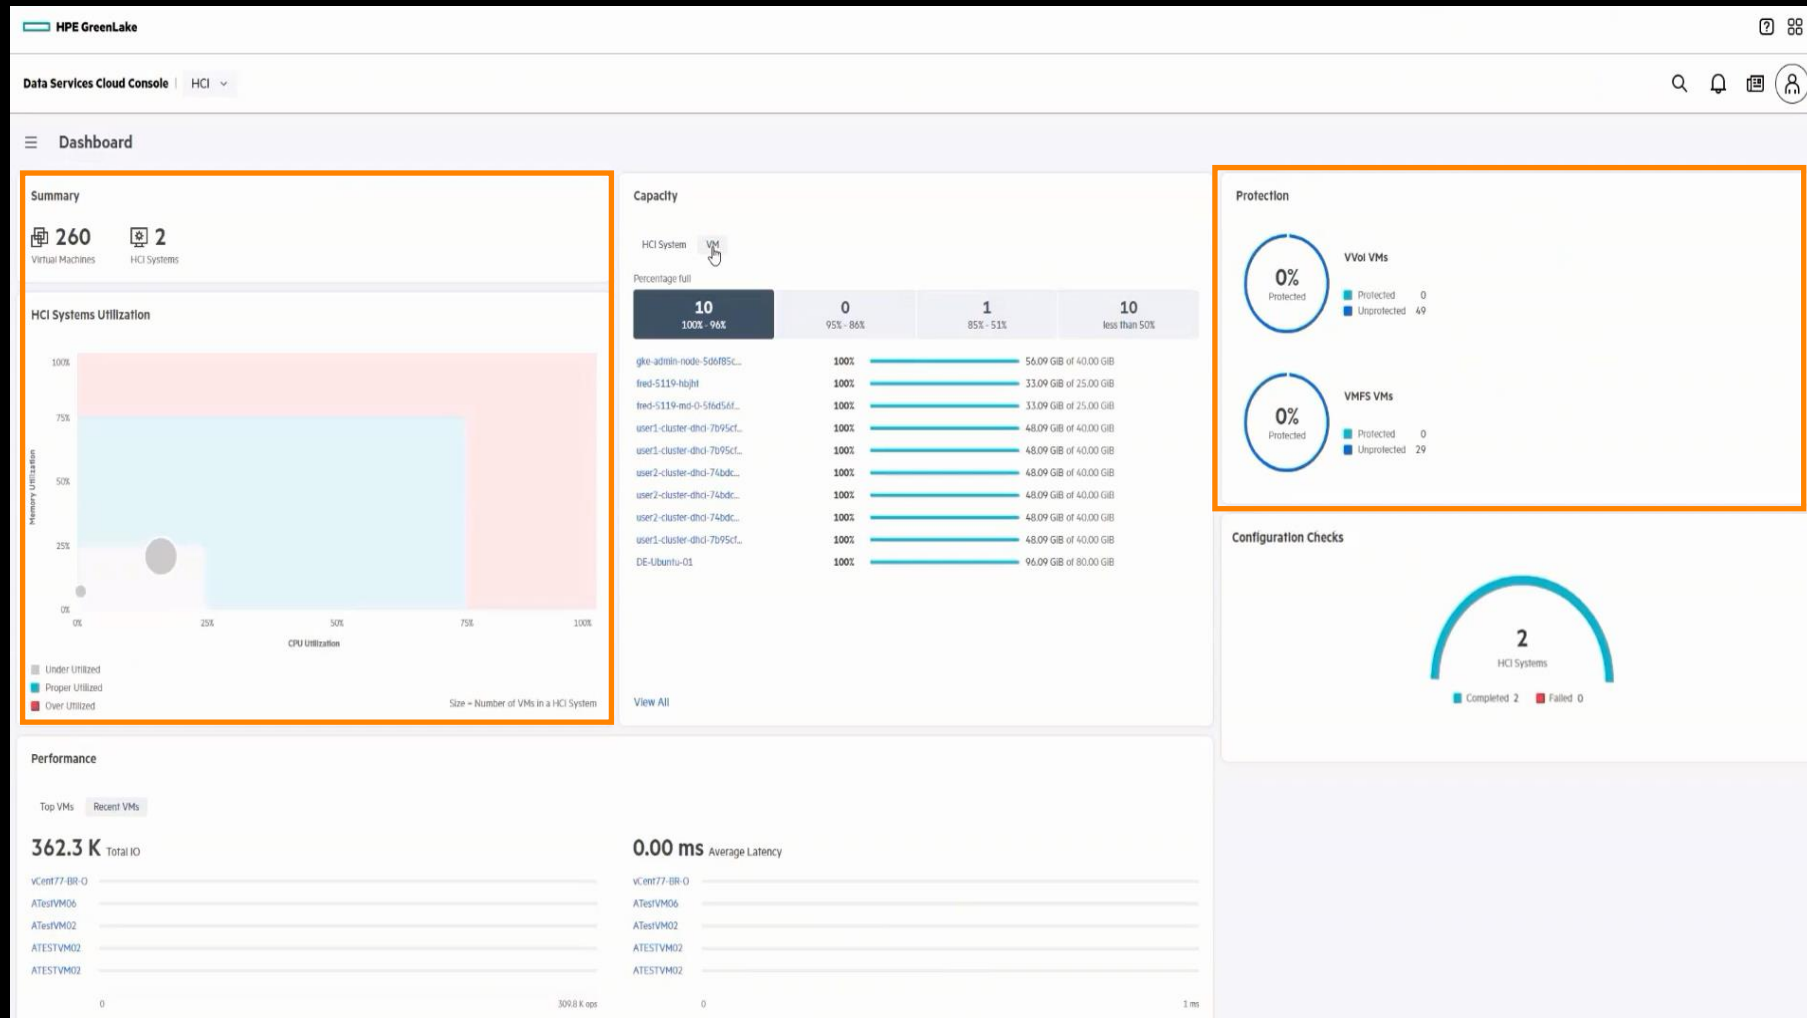 HPE GreenLake
Data Services Cloud Console | HCI
Dashboard
Summary
260
Virtual Machines
2
HCI Systems
HCI Systems Utilization
100%
75%
50%
25%
0%
Memory Utilization
0%
25%
50%
75%
100%
CPU Utilization
Under Utilized
Proper Utilized
Over Utilized
Size = Number of VMs in a HCI System
Capacity
HCI System VM
Percentage full
10
100% - 96%
0
95% - 86%
1
85% - 51%
10
less than 50%
gke-admin-node-5d6f85c... 100% 56.09 GiB of 40.00 GiB
fred-5119-hbjht 100% 33.09 GiB of 25.00 GiB
fred-5119-md-0-5f6d56f... 100% 33.09 GiB of 25.00 GiB
user1-cluster-dhci-7b95cf... 100% 48.09 GiB of 40.00 GiB
user1-cluster-dhci-7b95cf... 100% 48.09 GiB of 40.00 GiB
user2-cluster-dhci-74bdc... 100% 48.09 GiB of 40.00 GiB
user2-cluster-dhci-74bdc... 100% 48.09 GiB of 40.00 GiB
user2-cluster-dhci-74bdc... 100% 48.09 GiB of 40.00 GiB
user1-cluster-dhci-7b95cf... 100% 48.09 GiB of 40.00 GiB
DE-Ubuntu-01 100% 96.09 GiB of 80.00 GiB
View All
Protection
0%
Protected
VVol VMs
Protected 0
Unprotected 49
0%
Protected
VMFS VMs
Protected 0
Unprotected 29
Configuration Checks
2
HCI Systems
Completed 2 Failed 0
Performance
Top VMs Recent VMs
362.3 K Total IO
vCent77-BR-O
ATestVM06
ATestVM02
ATESTVM02
ATESTVM02
0 309.8 K ops
0.00 ms Average Latency
vCent77-BR-O
ATestVM06
ATestVM02
ATESTVM02
ATESTVM02
0 1 ms